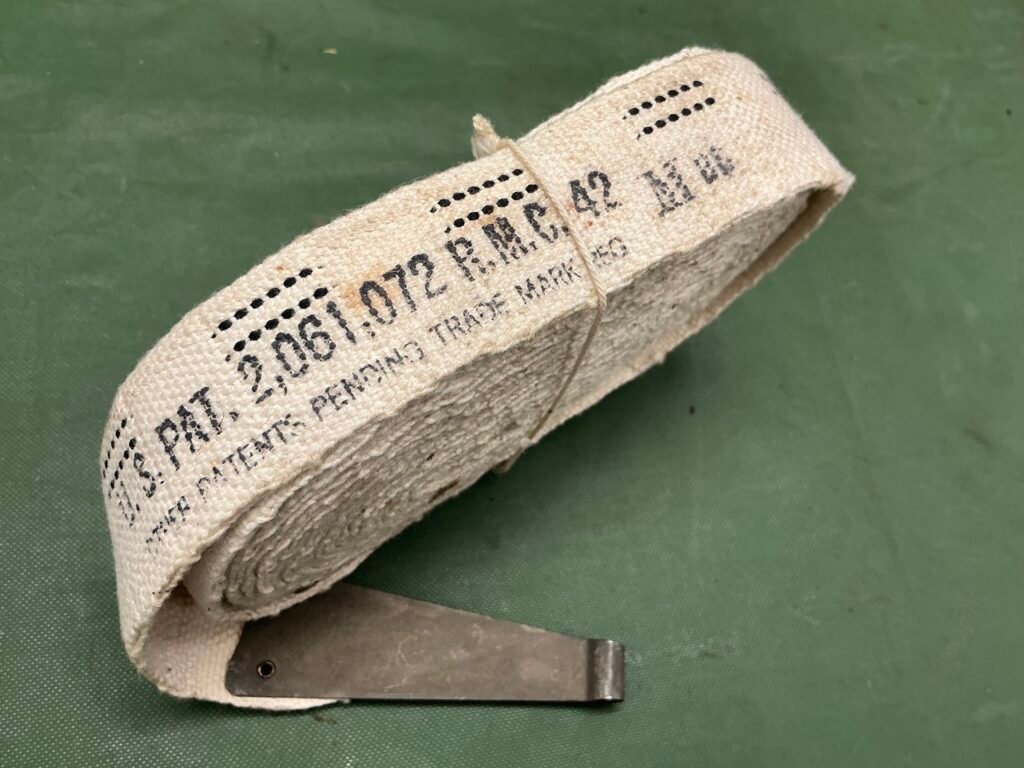 U. S. PAT. 2,061,072 R.M.C. 42 M
OTHER PATENTS PENDING TRADE MARK REG